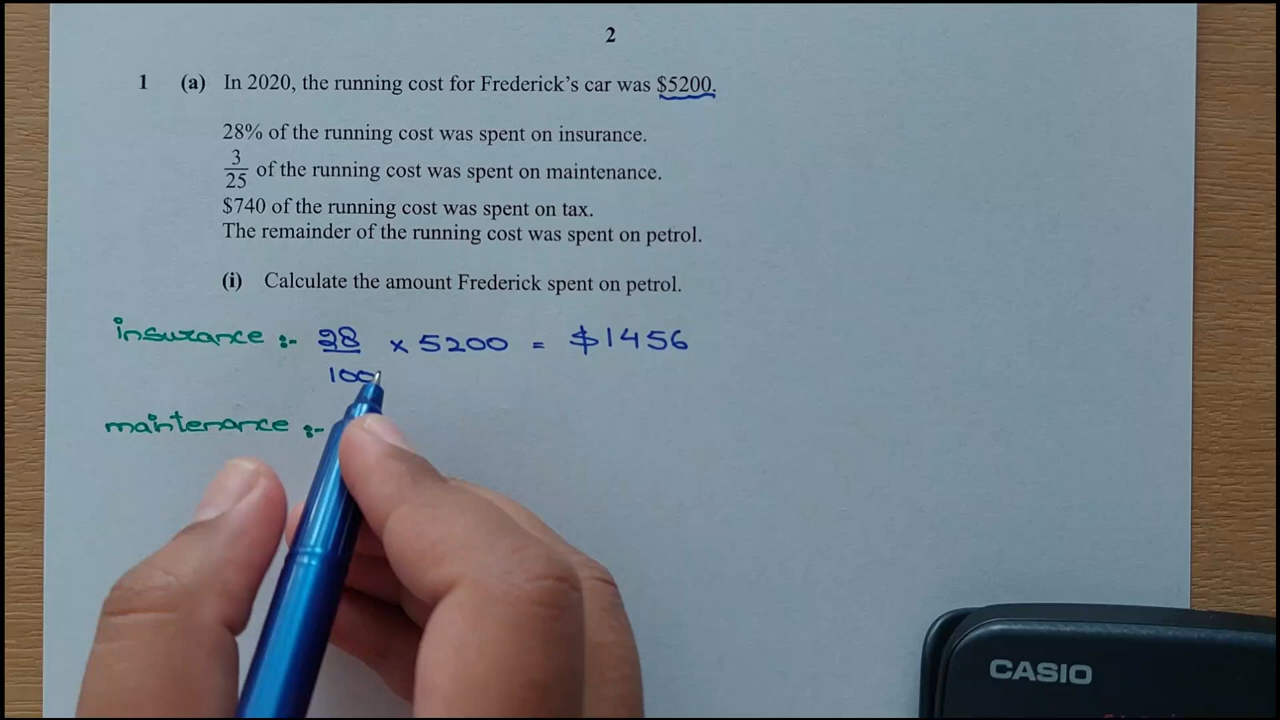 2
1 (a) In 2020, the running cost for Frederick's car was $5200.
28% of the running cost was spent on insurance.
3/25 of the running cost was spent on maintenance.
$740 of the running cost was spent on tax.
The remainder of the running cost was spent on petrol.
(i) Calculate the amount Frederick spent on petrol.
insurance :- 28/100 × 5200 = $1456
maintenance :-
CASIO